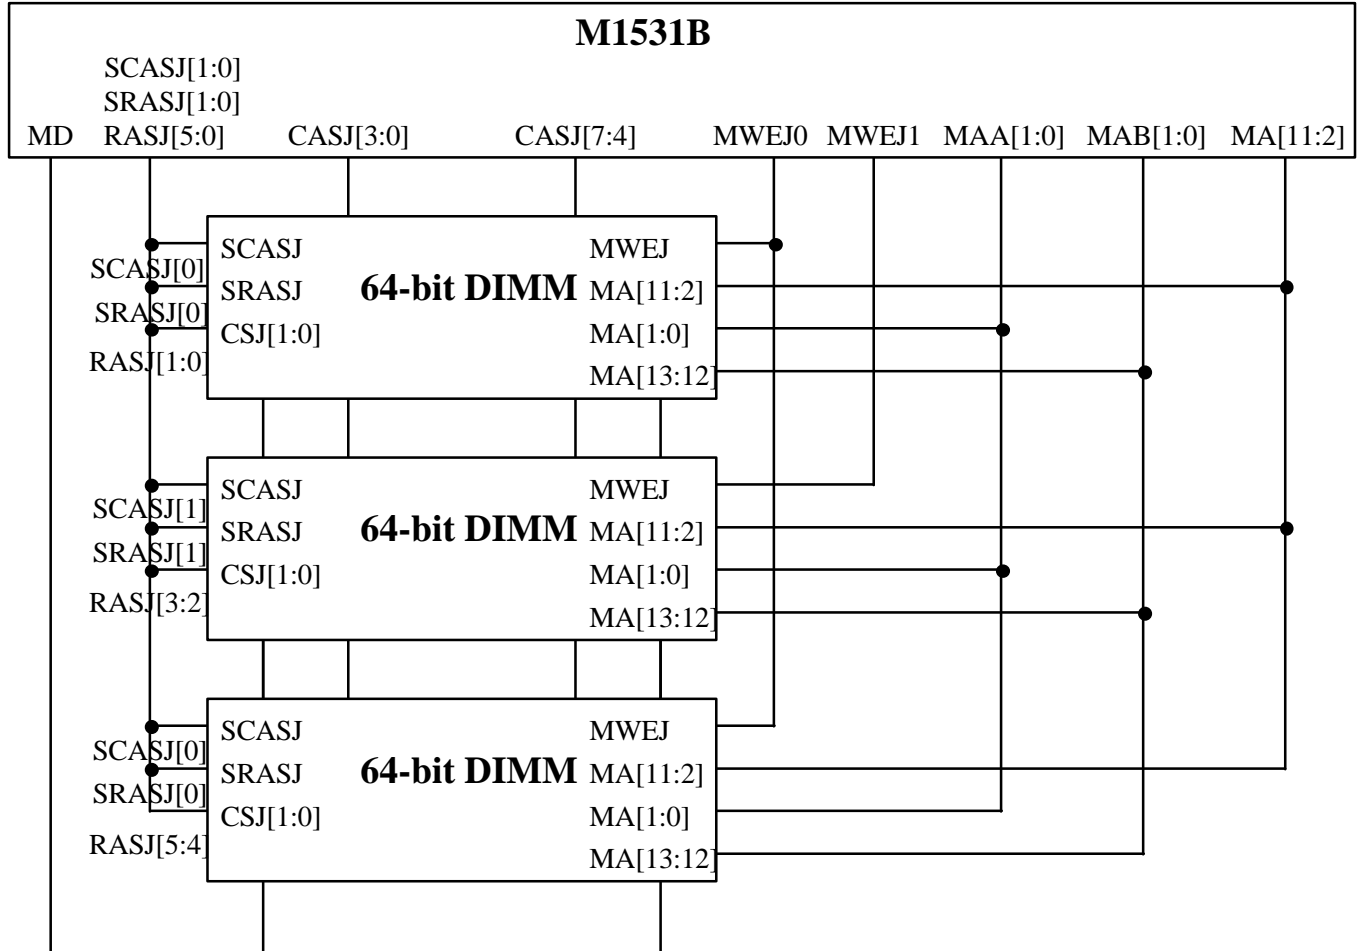 M1531B
SCASJ[1:0]
SRASJ[1:0]
MD RASJ[5:0] CASJ[3:0] CASJ[7:4] MWEJ0 MWEJ1 MAA[1:0] MAB[1:0] MA[11:2]
SCASJ MWEJ
SCASJ[0]
SRASJ 64-bit DIMM MA[11:2]
SRASJ[0]
CSJ[1:0] MA[1:0]
RASJ[1:0]
MA[13:12]
SCASJ MWEJ
SCASJ[1]
SRASJ 64-bit DIMM MA[11:2]
SRASJ[1]
CSJ[1:0] MA[1:0]
RASJ[3:2]
MA[13:12]
SCASJ MWEJ
SCASJ[0]
SRASJ 64-bit DIMM MA[11:2]
SRASJ[0]
CSJ[1:0] MA[1:0]
RASJ[5:4]
MA[13:12]